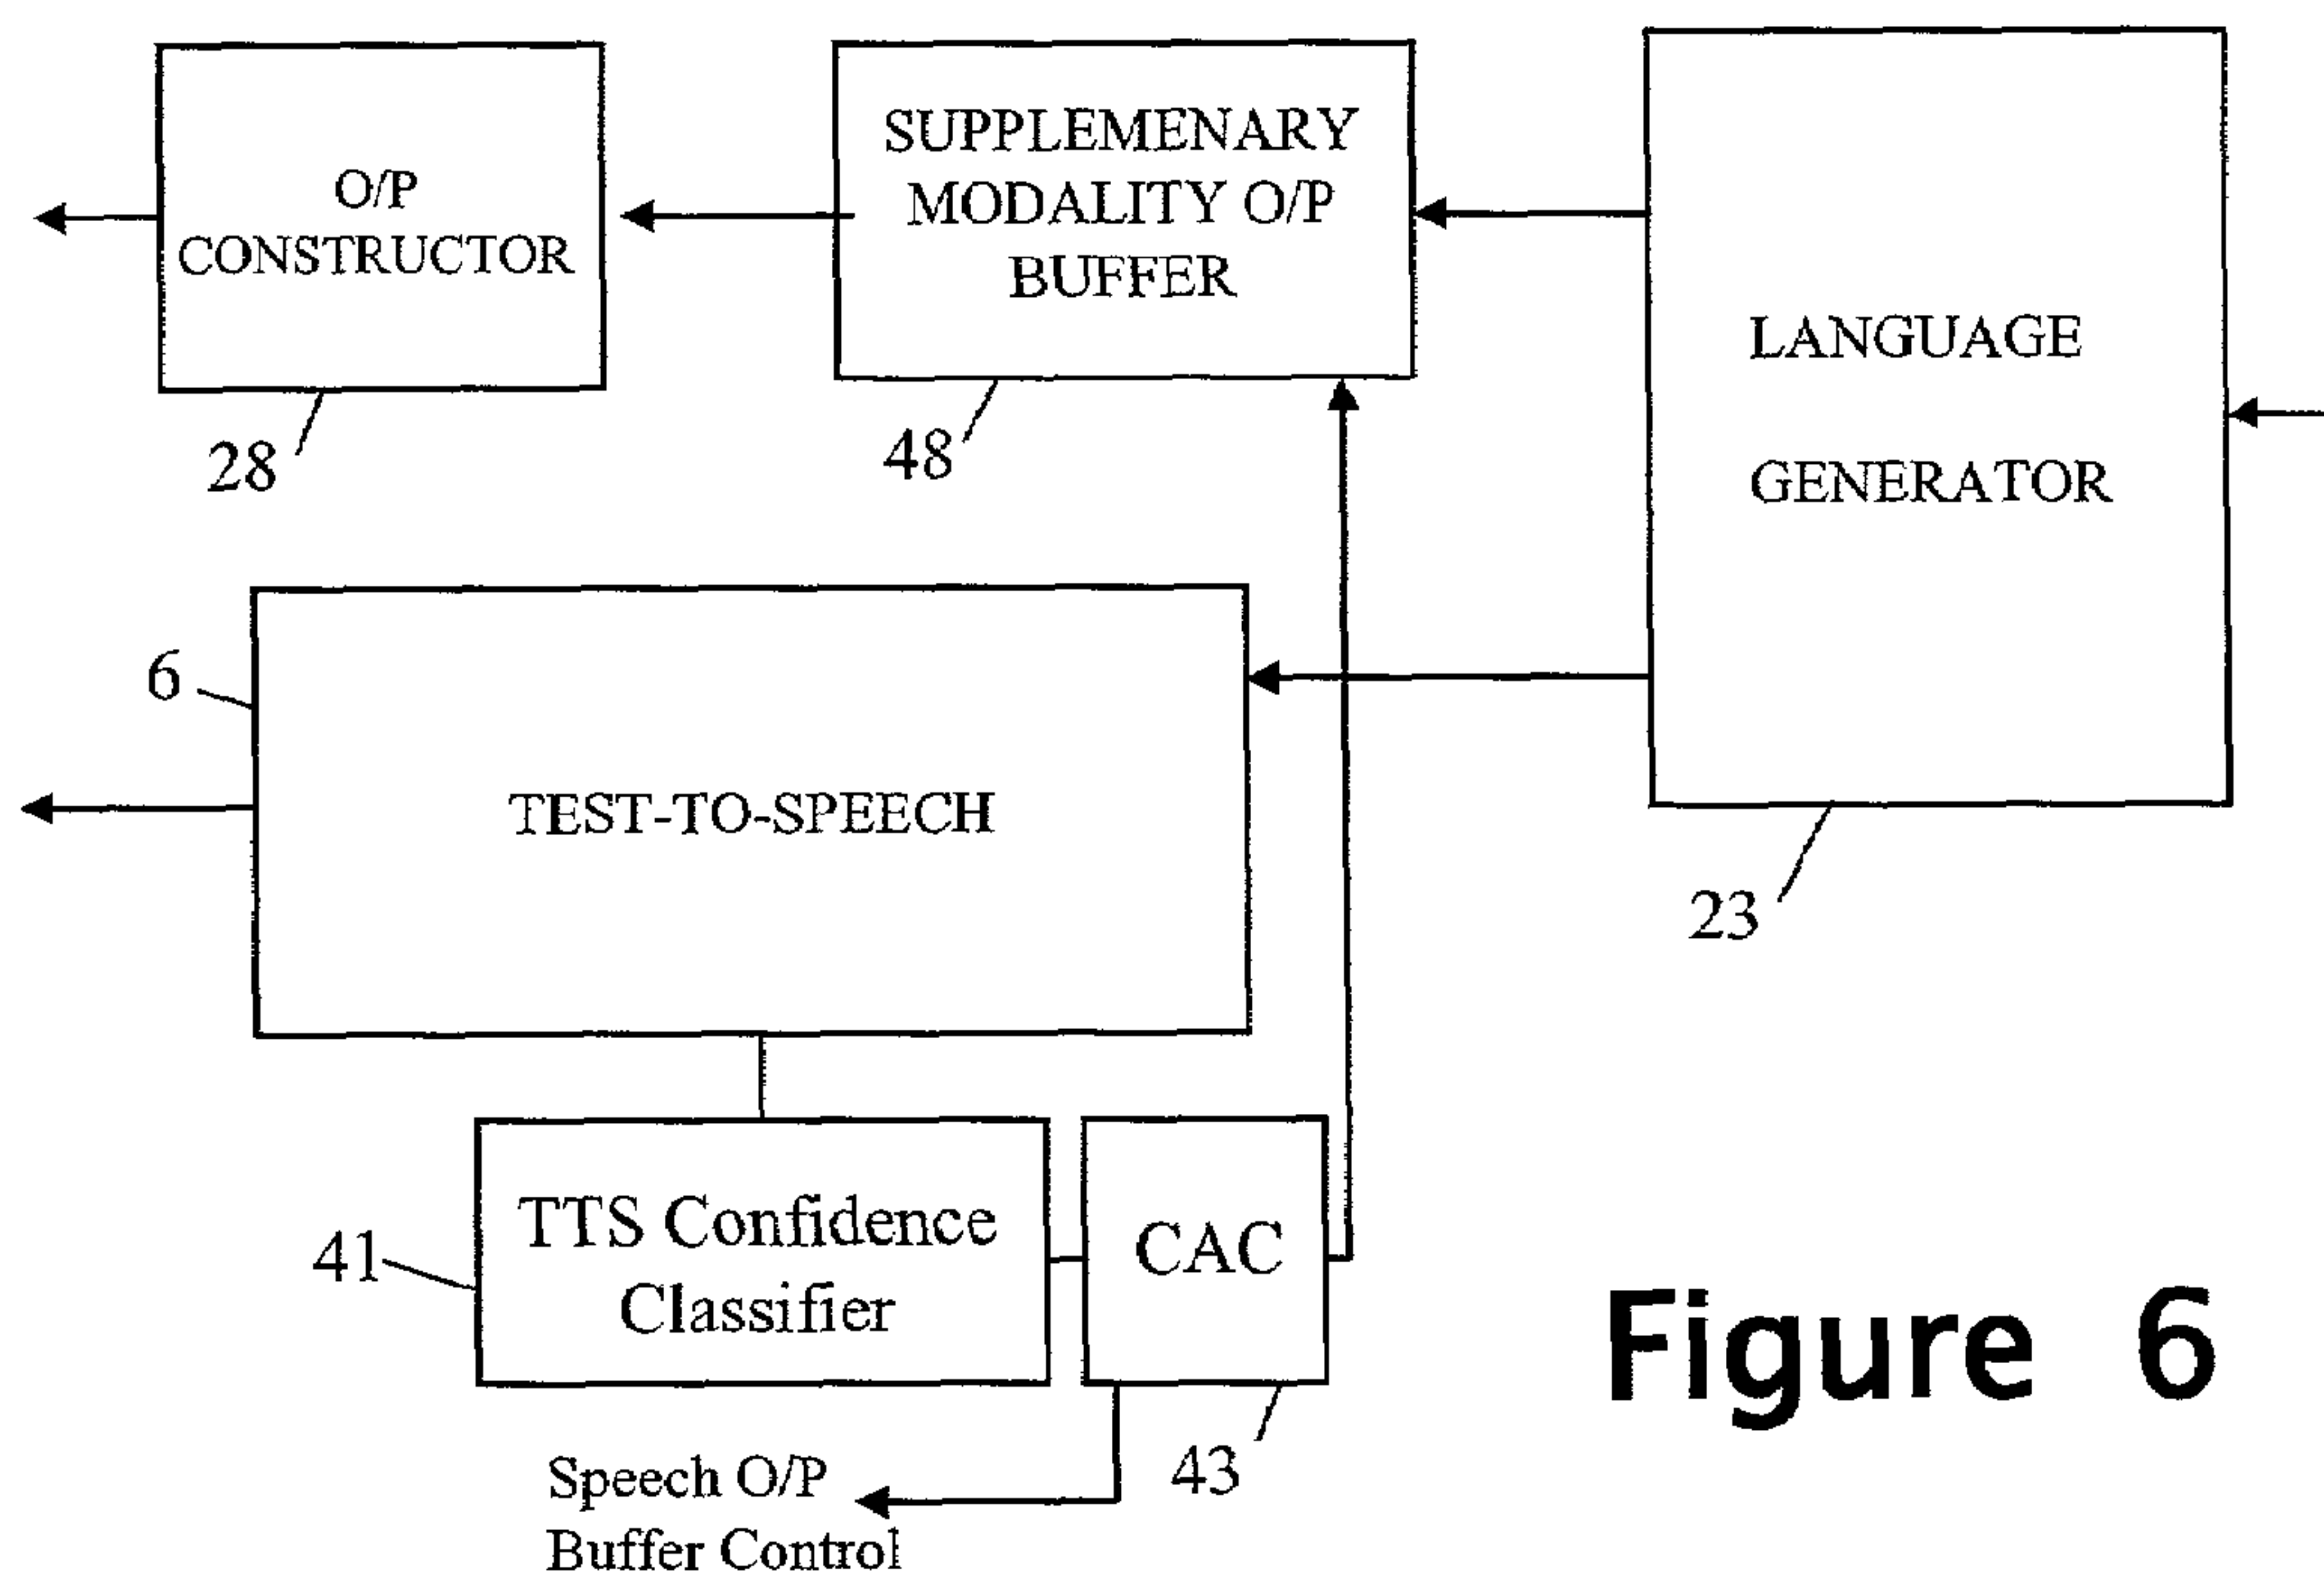 O/P
CONSTRUCTOR
28
SUPPLEMENARY
MODALITY O/P
BUFFER
48
LANGUAGE
GENERATOR
23
6
TEST-TO-SPEECH
41
TTS Confidence
Classifier
CAC
43
Speech O/P
Buffer Control
Figure 6